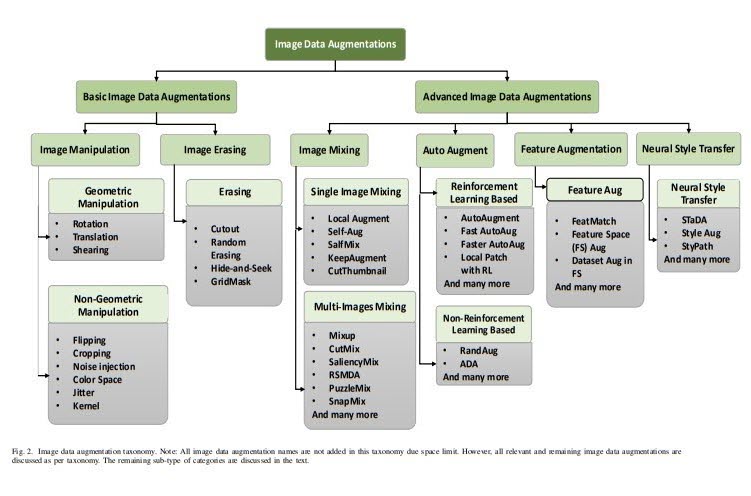 Image Data Augmentations
Basic Image Data Augmentations
Advanced Image Data Augmentations
Image Manipulation
Image Erasing
Image Mixing
Auto Augment
Feature Augmentation
Neural Style Transfer
Geometric
Manipulation
• Rotation
• Translation
• Shearing
Non-Geometric
Manipulation
• Flipping
• Cropping
• Noise injection
• Color Space
• Jitter
• Kernel
Erasing
• Cutout
• Random
Erasing
• Hide-and-Seek
• GridMask
Single Image Mixing
• Local Augment
• Self-Aug
• SalfMix
• KeepAugment
• CutThumbnail
Multi-Images Mixing
• Mixup
• CutMix
• SaliencyMix
• RSMDA
• PuzzleMix
• SnapMix
And many more
Reinforcement
Learning Based
• AutoAugment
• Fast AutoAug
• Faster AutoAug
• Local Patch
with RL
And many more
Non-Reinforcement
Learning Based
• RandAug
• ADA
And many more
Feature Aug
• FeatMatch
• Feature Space
(FS) Aug
• Dataset Aug in
FS
And many more
Neural Style
Transfer
• STaDA
• Style Aug
• StyPath
And many more
Fig. 2. Image data augmentation taxonomy. Note: All image data augmentation names are not added in this taxonomy due space limit. However, all relevant and remaining image data augmentations are
discussed as per taxonomy. The remaining sub-type of categories are discussed in the text.